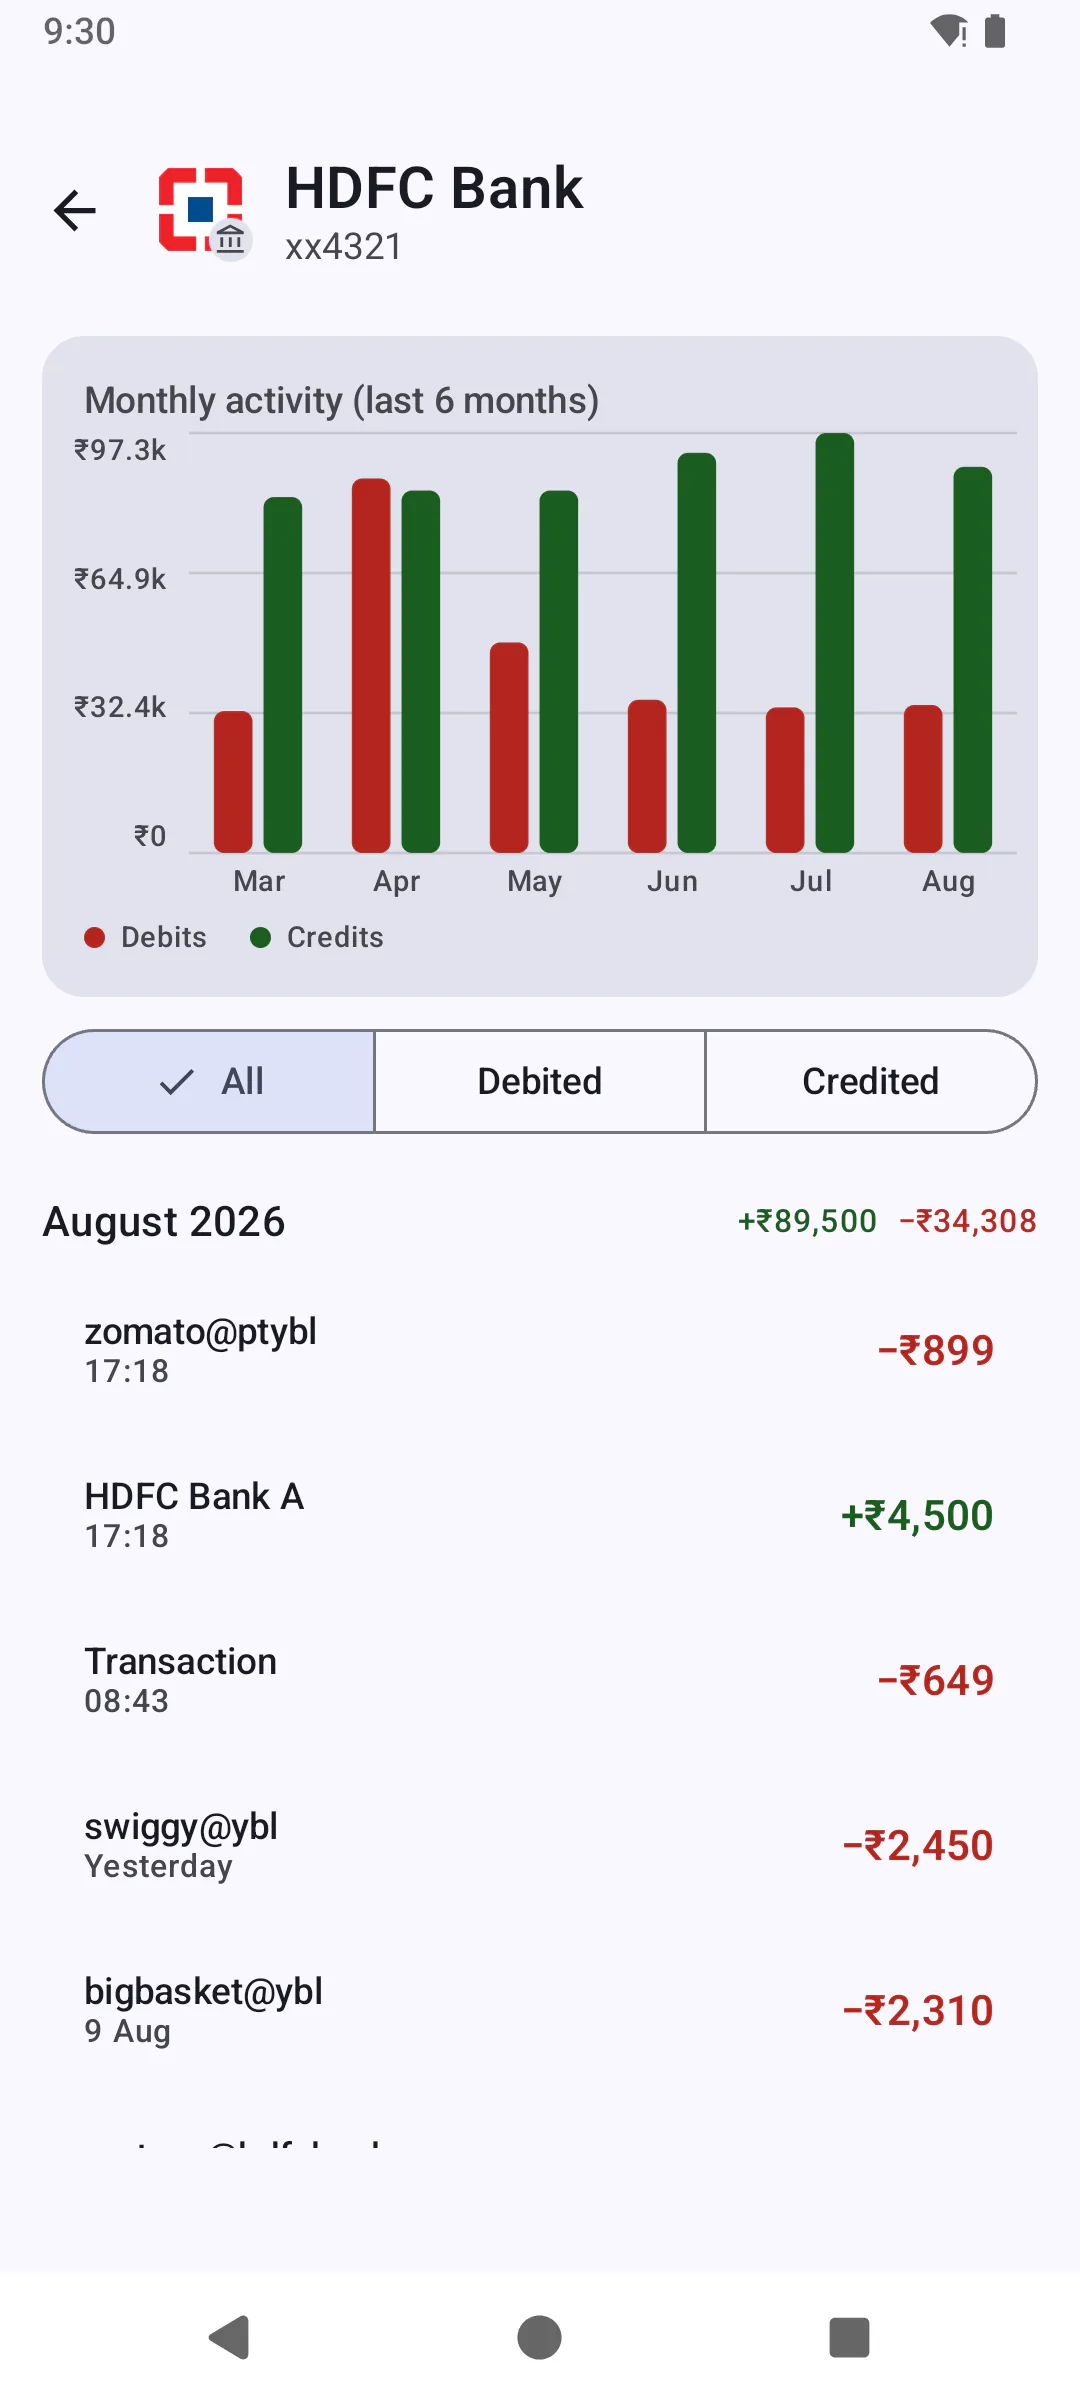 9:30
HDFC Bank
xx4321
Monthly activity (last 6 months)
₹97.3k
₹64.9k
₹32.4k
₹0
Mar Apr May Jun Jul Aug
Debits Credits
All Debited Credited
August 2026 +₹89,500 −₹34,308
zomato@ptybl
17:18
−₹899
HDFC Bank A
17:18
+₹4,500
Transaction
08:43
−₹649
swiggy@ybl
Yesterday
−₹2,450
bigbasket@ybl
9 Aug
−₹2,310